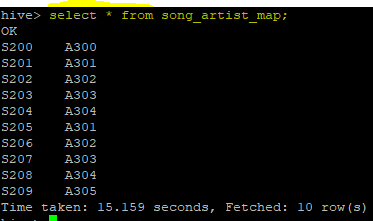 hive> select * from song_artist_map;
OK
S200 A300
S201 A301
S202 A302
S203 A303
S204 A304
S205 A301
S206 A302
S207 A303
S208 A304
S209 A305
Time taken: 15.159 seconds, Fetched: 10 row(s)